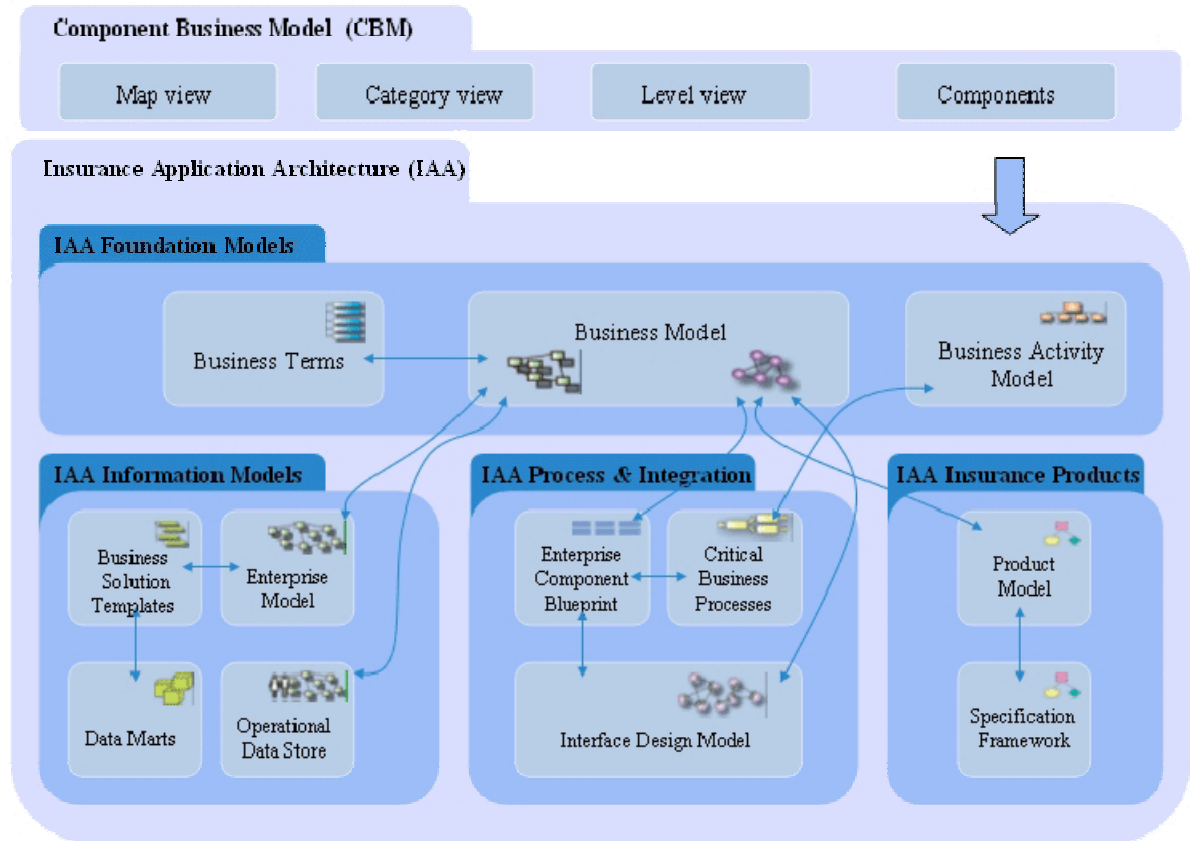 Component Business Model (CBM)
Map view
Category view
Level view
Components
Insurance Application Architecture (IAA)
IAA Foundation Models
Business Terms
Business Model
Business Activity
Model
IAA Information Models
Business
Solution
Templates
Enterprise
Model
Data Marts
Operational
Data Store
IAA Process & Integration
Enterprise
Component
Blueprint
Critical
Business
Processes
Interface Design Model
IAA Insurance Products
Product
Model
Specification
Framework